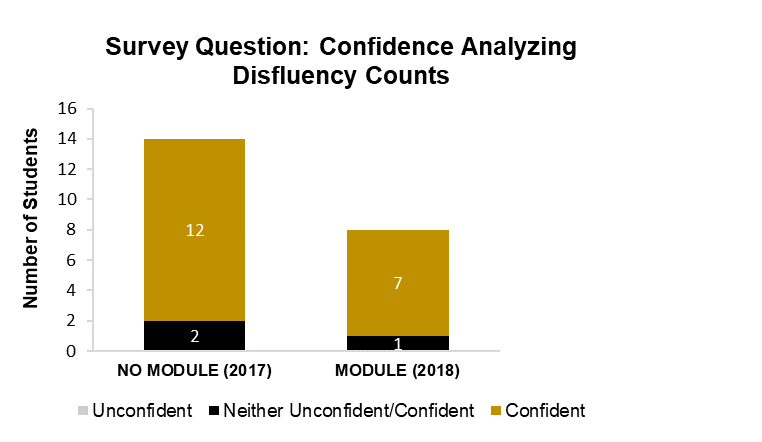 Survey Question: Confidence Analyzing
Disfluency Counts
Number of Students
16
14
12
10
8
6
4
2
0
12
2
7
1
NO MODULE (2017) MODULE (2018)
Unconfident Neither Unconfident/Confident Confident